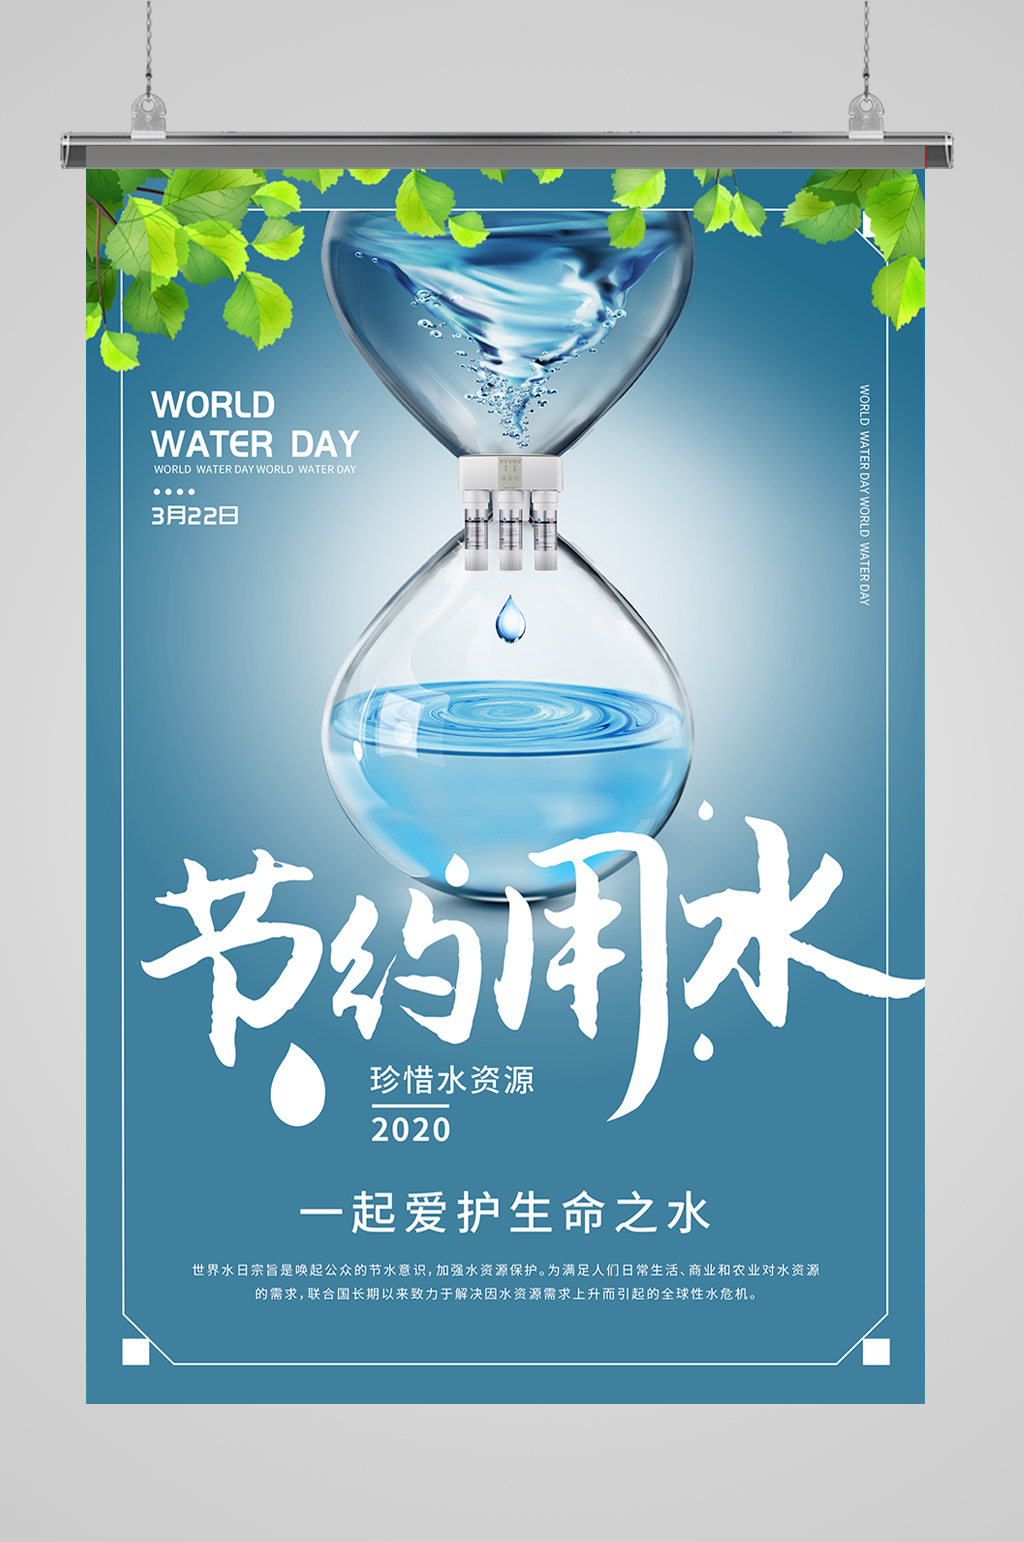 WORLD
WATER DAY
WORLD WATER DAY WORLD WATER DAY
3月22日
WORLD WATER DAY WORLD WATER DAY
节约用水
珍惜水资源
2020
一起爱护生命之水
世界水日宗旨是唤起公众的节水意识,加强水资源保护。为满足人们日常生活、商业和农业对水资源
的需求,联合国长期以来致力于解决因水资源需求上升而引起的全球性水危机。